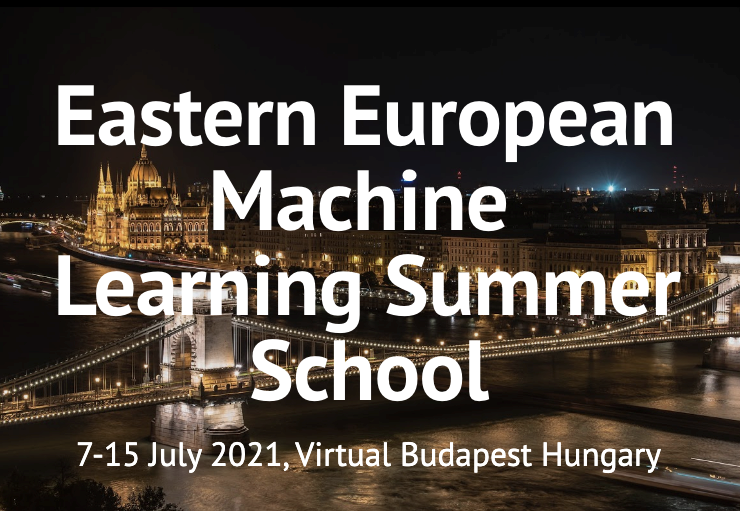 Eastern European
Machine
Learning Summer
School
7-15 July 2021, Virtual Budapest Hungary